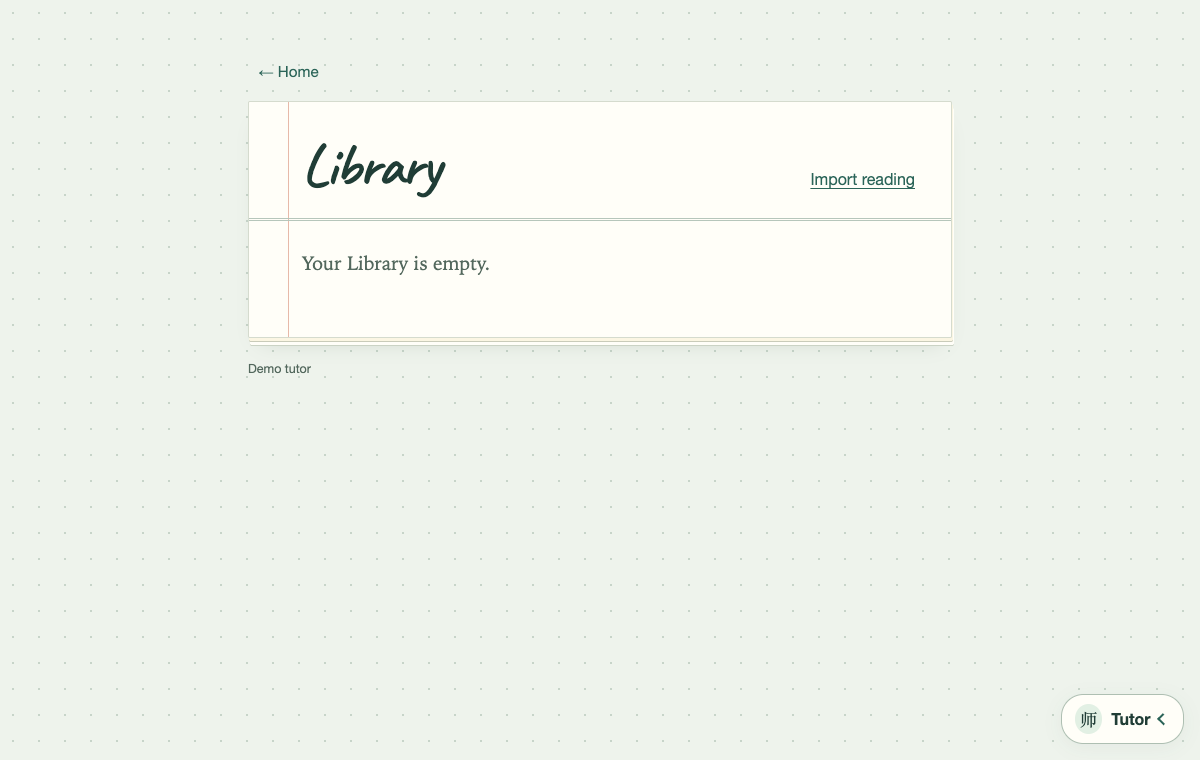 ← Home
Library
Import reading
Your Library is empty.
Demo tutor
师 Tutor